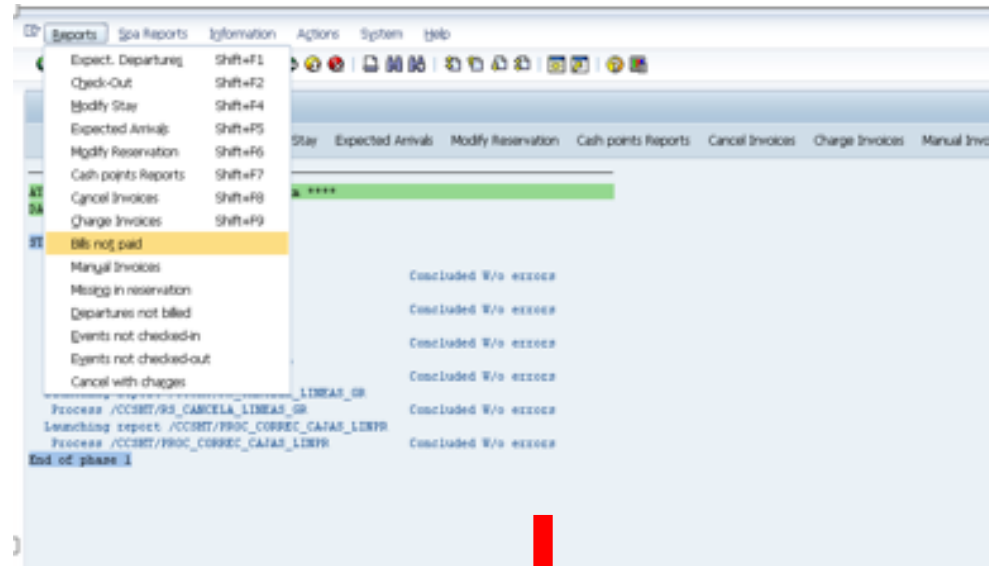 Reports Spa Reports Information Actions System Help
Expect. Departures Shift+F1
Check-Out Shift+F2
Modify Stay Shift+F4
Expected Arrivals Shift+F5
Modify Reservation Shift+F6
Cash points Reports Shift+F7
Cancel Invoices Shift+F8
Charge Invoices Shift+F9
Bills not paid
Manual Invoices
Missing in reservation
Departures not billed
Events not checked-in
Events not checked-out
Cancel with charges
Stay Expected Arrivals Modify Reservation Cash points Reports Cancel Invoices Charge Invoices Manual Invo
a ****
Concluded W/o errors
Concluded W/o errors
Concluded W/o errors
Concluded W/o errors
LINEAS_GR
Process /CCSHT/RS_CANCELA_LINEAS_GR Concluded W/o errors
Launching report /CCSHT/PROC_CORREC_CAJAS_LINPR
Process /CCSHT/PROC_CORREC_CAJAS_LINPR Concluded W/o errors
End of phase 1